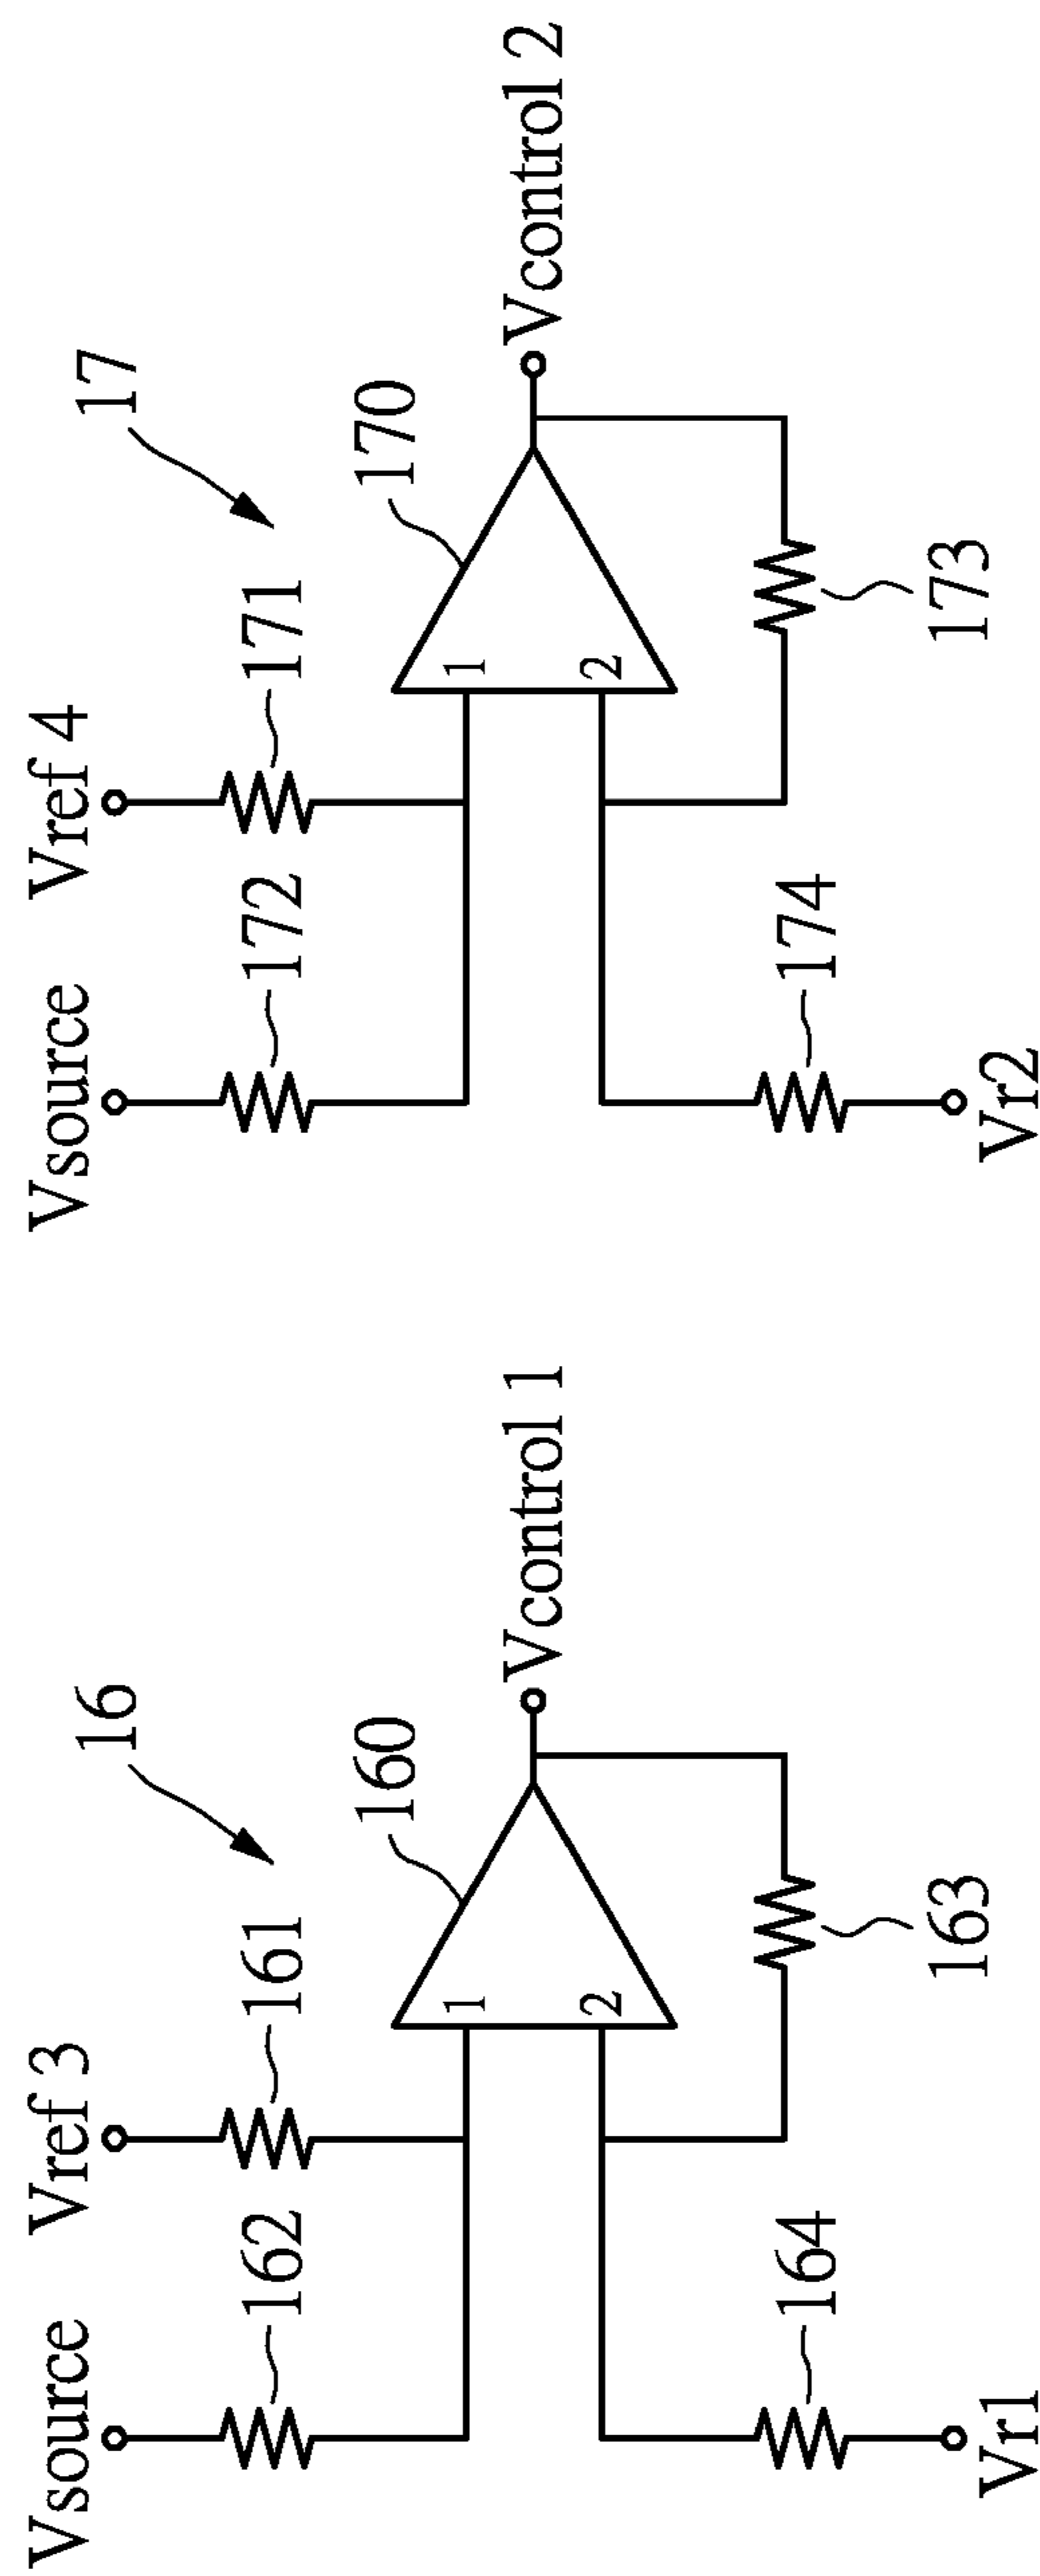 16
Vsource
Vref 3
162
161
160
1
2
Vcontrol 1
164
163
Vr1
17
Vsource
Vref 4
172
171
170
1
2
Vcontrol 2
174
173
Vr2